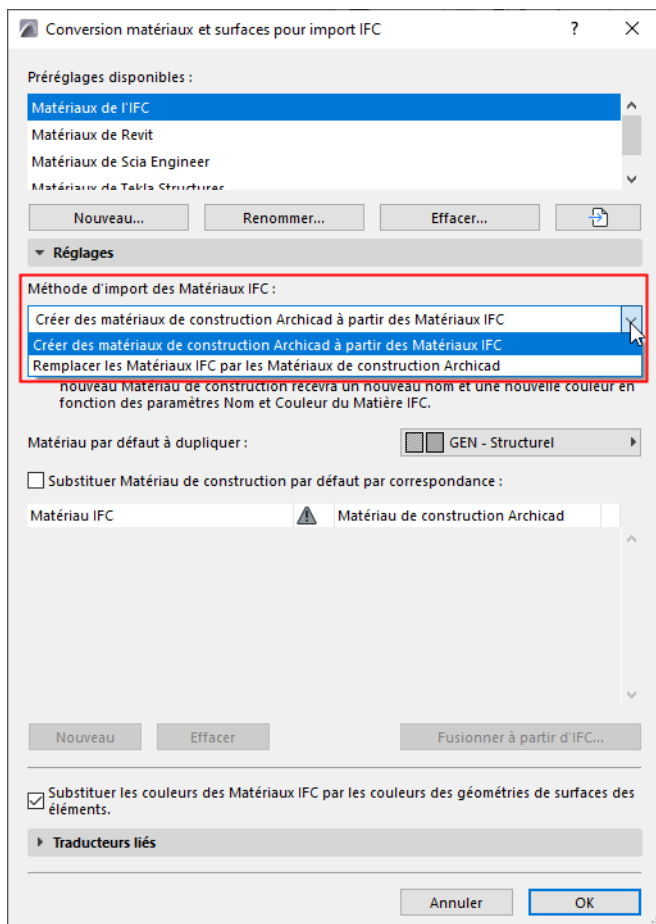 Conversion matériaux et surfaces pour import IFC
Préréglages disponibles :
Matériaux de l'IFC
Matériaux de Revit
Matériaux de Scia Engineer
Matériaux de Tekla Structures
Nouveau... Renommer... Effacer...
Réglages
Méthode d'import des Matériaux IFC :
Créer des matériaux de construction Archicad à partir des Matériaux IFC
Créer des matériaux de construction Archicad à partir des Matériaux IFC
Remplacer les Matériaux IFC par les Matériaux de construction Archicad
nouveau Matériau de construction recevra un nouveau nom et une nouvelle couleur en
fonction des paramètres Nom et Couleur du Matière IFC.
Matériau par défaut à dupliquer : GEN - Structurel
Substituer Matériau de construction par défaut par correspondance :
Matériau IFC Matériau de construction Archicad
Nouveau Effacer Fusionner à partir d'IFC...
Substituer les couleurs des Matériaux IFC par les couleurs des géométries de surfaces des
éléments.
Traducteurs liés
Annuler OK